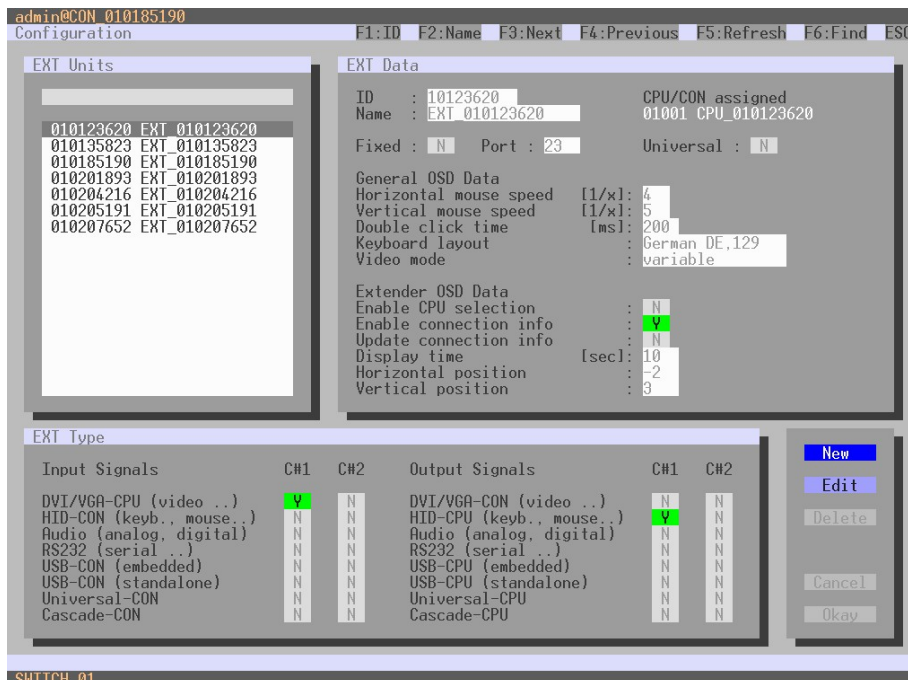 admin@CON_010185190
Configuration F1:ID F2:Name F3:Next F4:Previous F5:Refresh F6:Find ESC
EXT Units
010123620 EXT_010123620
010135823 EXT_010135823
010185190 EXT_010185190
010201893 EXT_010201893
010204216 EXT_010204216
010205191 EXT_010205191
010207652 EXT_010207652
EXT Data
ID : 10123620 CPU/CON assigned
Name : EXT_010123620 01001 CPU_010123620
Fixed : N Port : 23 Universal : N
General OSD Data
Horizontal mouse speed [1/x]: 4
Vertical mouse speed [1/x]: 5
Double click time [ms]: 200
Keyboard layout : German DE,129
Video mode : variable
Extender OSD Data
Enable CPU selection : N
Enable connection info : Y
Update connection info : N
Display time [sec]: 10
Horizontal position : -2
Vertical position : 3
EXT Type
Input Signals C#1 C#2 Output Signals C#1 C#2
DVI/VGA-CPU (video ..) Y N DVI/VGA-CON (video ..) N N
HID-CON (keyb., mouse..) N N HID-CPU (keyb., mouse..) Y N
Audio (analog, digital) N N Audio (analog, digital) N N
RS232 (serial ..) N N RS232 (serial ..) N N
USB-CON (embedded) N N USB-CPU (embedded) N N
USB-CON (standalone) N N USB-CPU (standalone) N N
Universal-CON N N Universal-CPU N N
Cascade-CON N N Cascade-CPU N N
New
Edit
Delete
Cancel
Okay
SWITCH_01